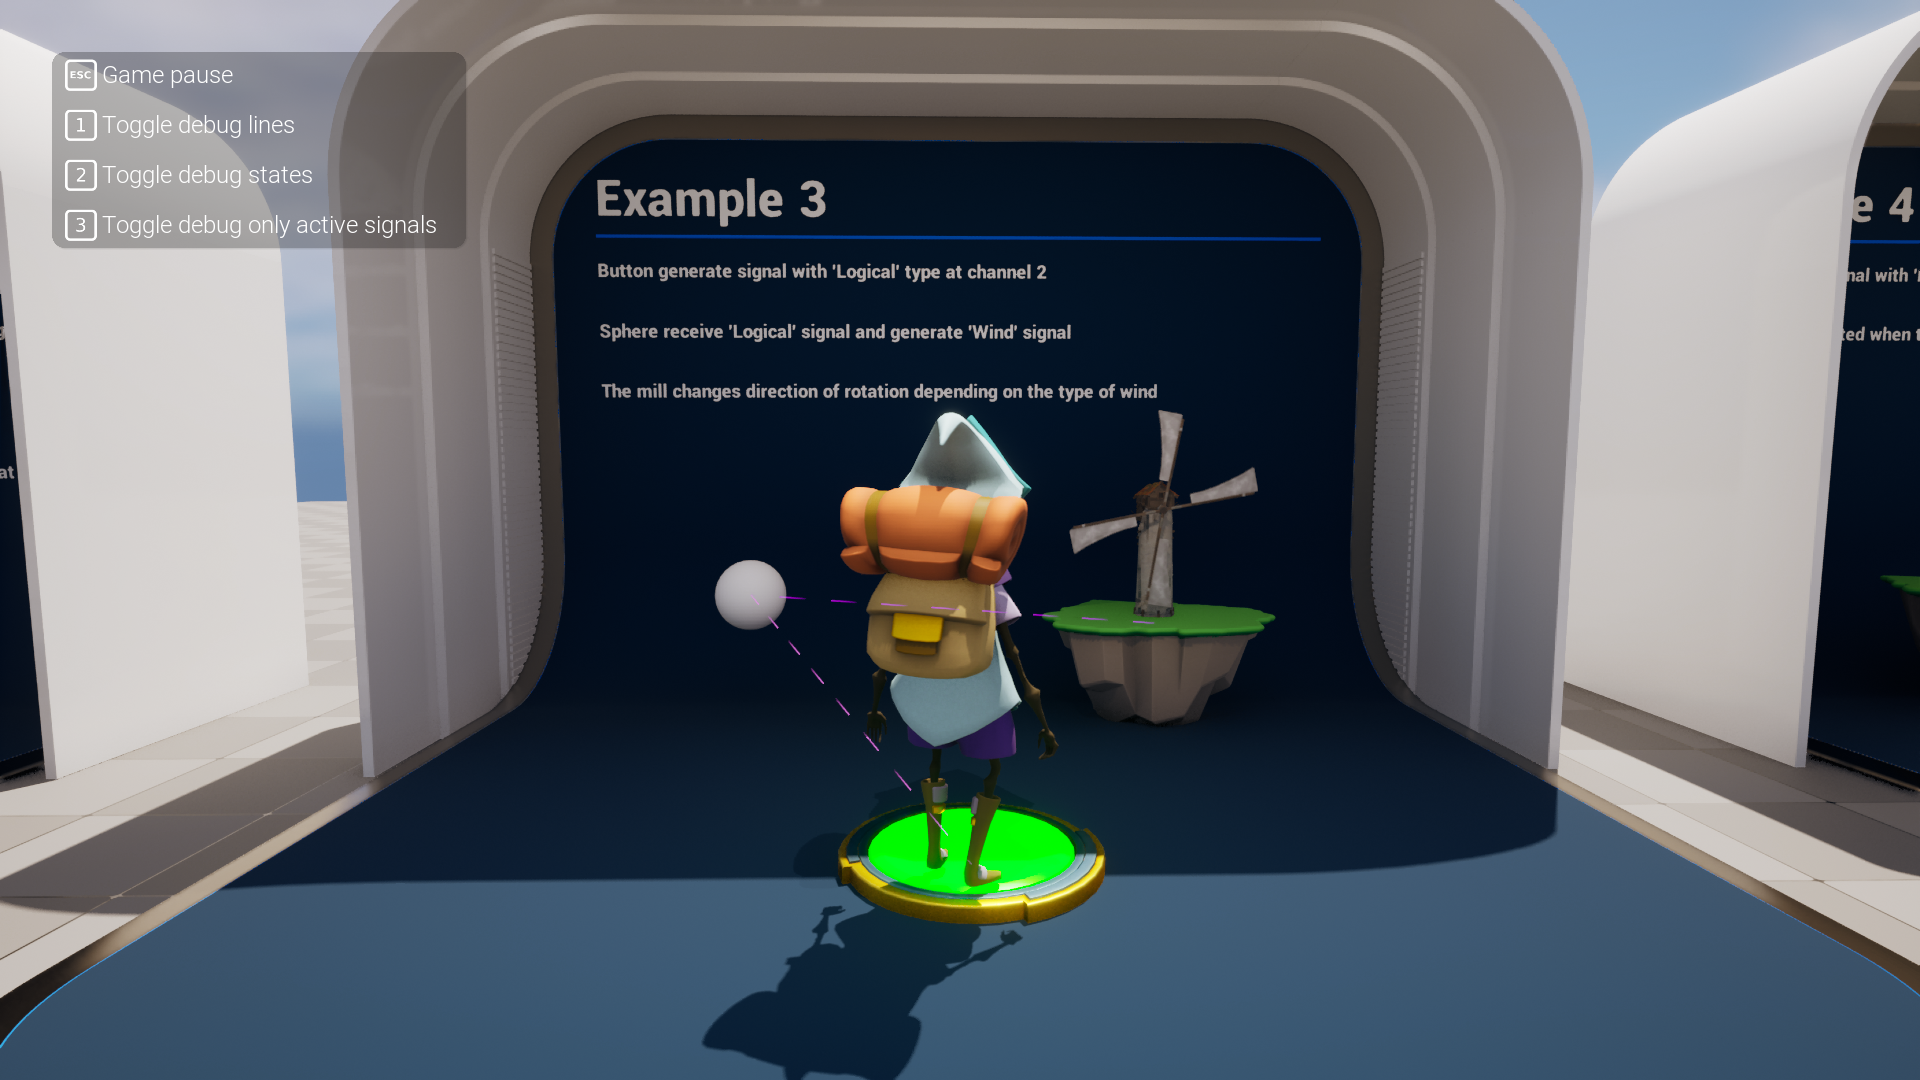 ESC Game pause
1 Toggle debug lines
2 Toggle debug states
3 Toggle debug only active signals
Example 3
Button generate signal with 'Logical' type at channel 2
Sphere receive 'Logical' signal and generate 'Wind' signal
The mill changes direction of rotation depending on the type of wind
e 4
nal with '
ted when t
at